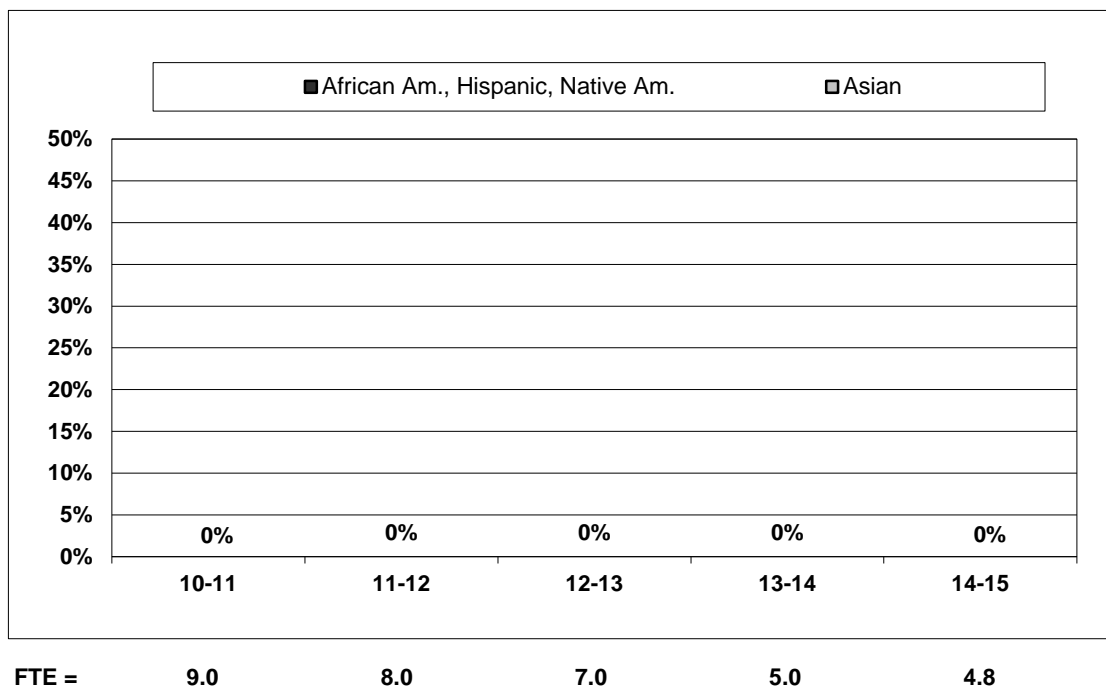 African Am., Hispanic, Native Am. Asian
50%
45%
40%
35%
30%
25%
20%
15%
10%
5%
0%
0% 0% 0% 0% 0%
10-11 11-12 12-13 13-14 14-15
FTE = 9.0 8.0 7.0 5.0 4.8